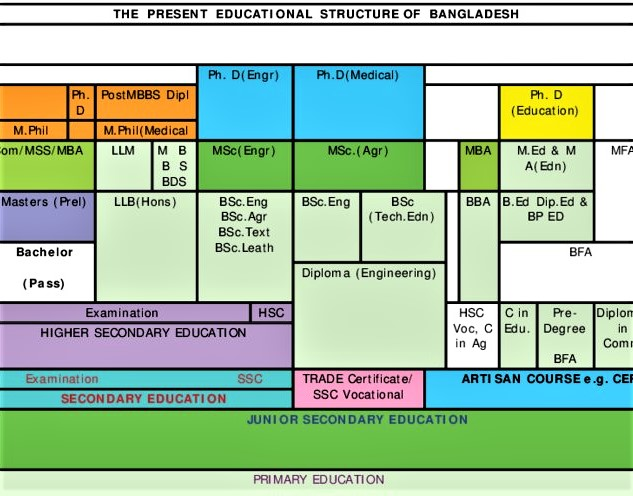 THE PRESENT EDUCATIONAL STRUCTURE OF BANGLADESH
Ph. D(Engr)
Ph.D(Medical)
Ph.
D
PostMBBS Dipl
Ph. D
(Education)
M.Phil
M.Phil(Medical
om/MSS/MBA
LLM
M B
B S
BDS
MSc(Engr)
MSc.(Agr)
MBA
M.Ed & M
A(Edn)
MFA
Masters (Prel)
LLB(Hons)
BSc.Eng
BSc.Agr
BSc.Text
BSc.Leath
BSc.Eng
BSc
(Tech.Edn)
BBA
B.Ed Dip.Ed &
BP ED
Bachelor
(Pass)
BFA
Diploma (Engineering)
Examination
HSC
HSC
Voc, C
in Ag
C in
Edu.
Pre-
Degree
BFA
Diplom
in
Comm
HIGHER SECONDARY EDUCATION
Examination
SSC
TRADE Certificate/
SSC Vocational
ARTISAN COURSE e.g. CER
SECONDARY EDUCATION
JUNIOR SECONDARY EDUCATION
PRIMARY EDUCATION